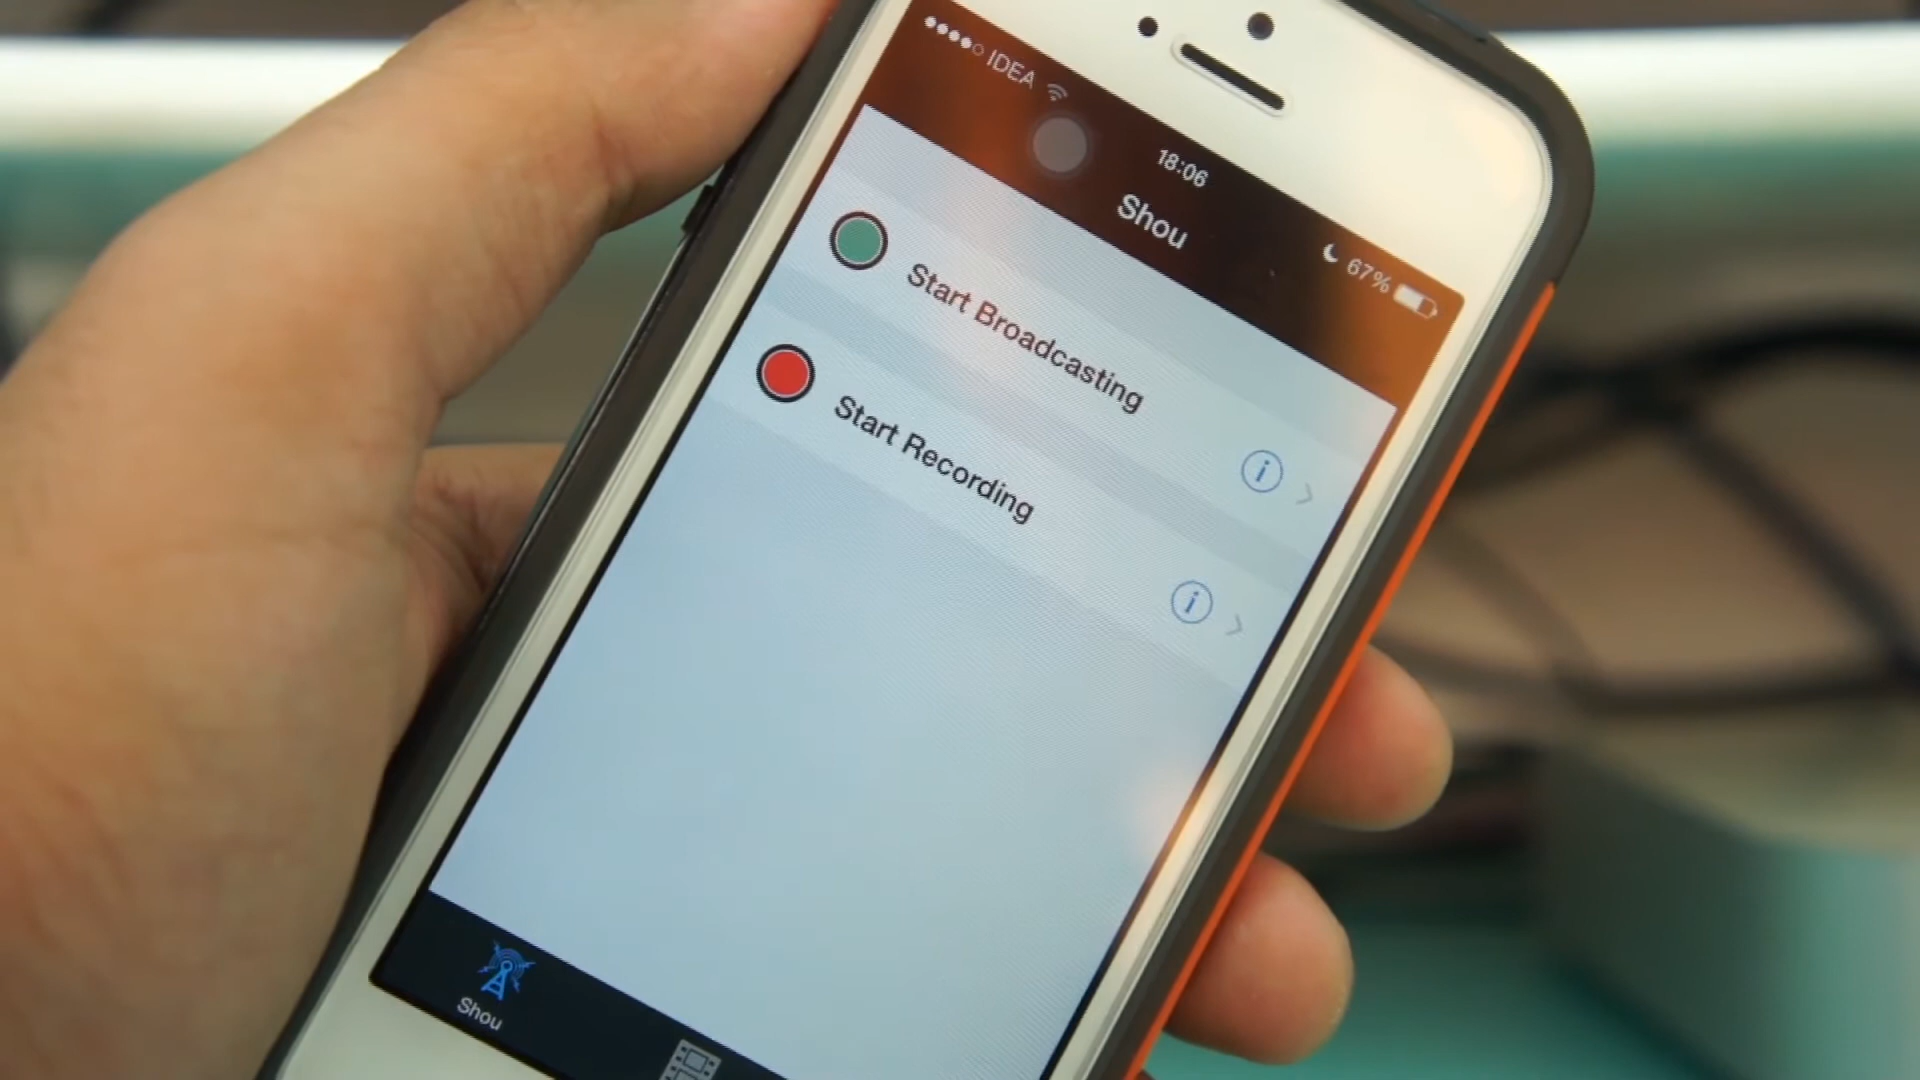 IDEA
18:06
67%
Shou
Start Broadcasting
i
Start Recording
i
Shou